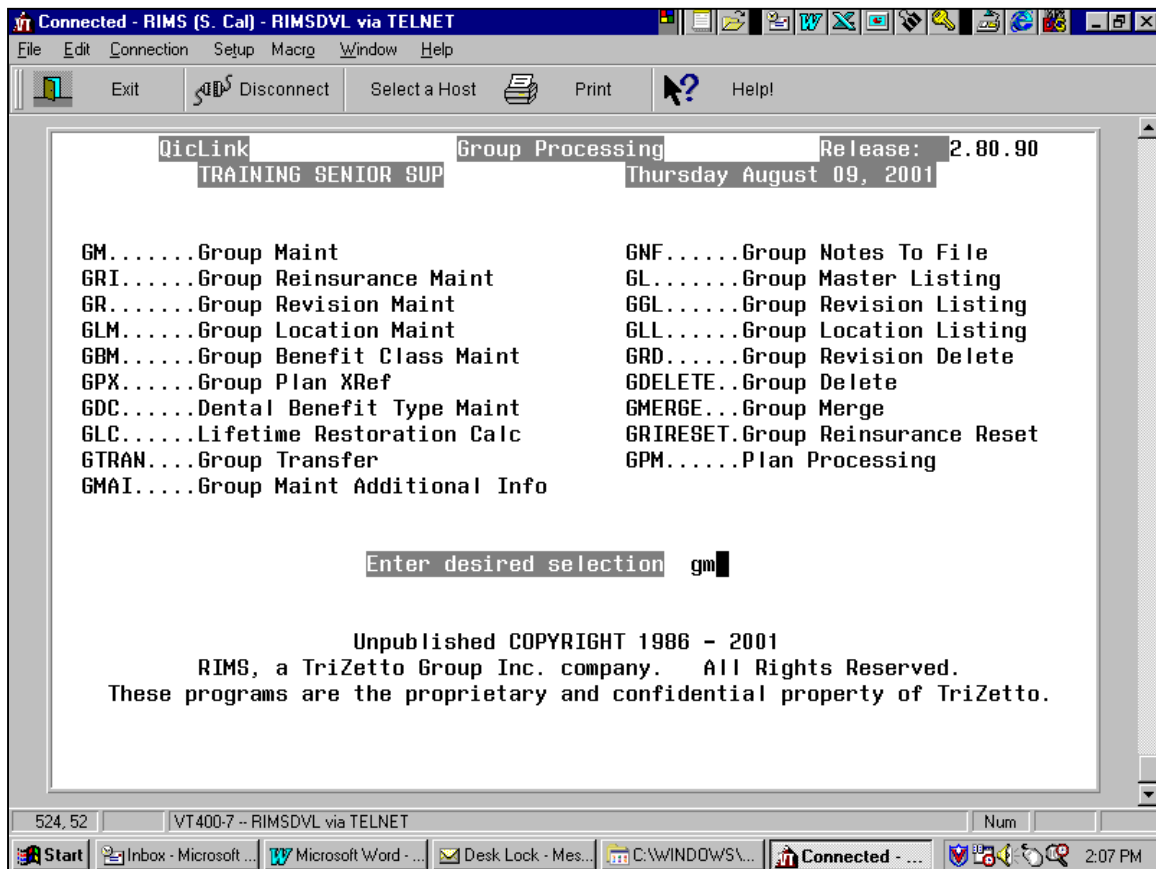 Connected - RIMS (S. Cal) - RIMSDVL via TELNET
File Edit Connection Setup Macro Window Help
Exit Disconnect Select a Host Print Help!
QicLink Group Processing Release: 2.80.90
TRAINING SENIOR SUP Thursday August 09, 2001
GM.......Group Maint GNF......Group Notes To File
GRI......Group Reinsurance Maint GL.......Group Master Listing
GR.......Group Revision Maint GGL......Group Revision Listing
GLM......Group Location Maint GLL......Group Location Listing
GBM......Group Benefit Class Maint GRD......Group Revision Delete
GPX......Group Plan XRef GDELETE..Group Delete
GDC......Dental Benefit Type Maint GMERGE...Group Merge
GLC......Lifetime Restoration Calc GRIRESET.Group Reinsurance Reset
GTRAN....Group Transfer GPM......Plan Processing
GMAI.....Group Maint Additional Info
Enter desired selection gm
Unpublished COPYRIGHT 1986 - 2001
RIMS, a TriZetto Group Inc. company. All Rights Reserved.
These programs are the proprietary and confidential property of TriZetto.
524, 52 VT400-7 -- RIMSDVL via TELNET Num
Start Inbox - Microsoft ... Microsoft Word - ... Desk Lock - Mes... C:\WINDOWS\... Connected - ... 2:07 PM